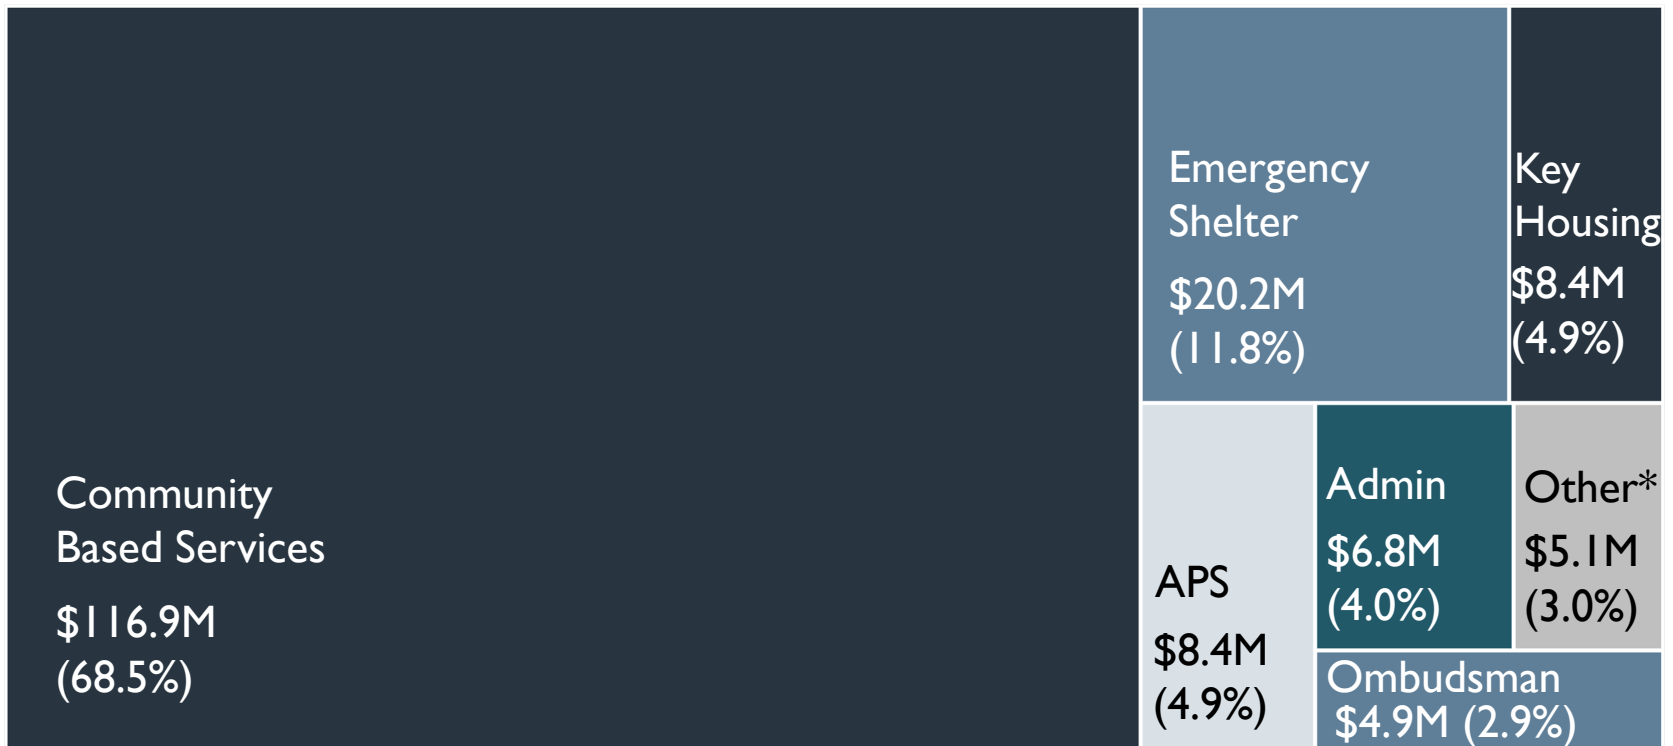 Community
Based Services
$116.9M
(68.5%)
Emergency
Shelter
$20.2M
(11.8%)
Key
Housing
$8.4M
(4.9%)
APS
$8.4M
(4.9%)
Admin
$6.8M
(4.0%)
Other*
$5.1M
(3.0%)
Ombudsman
$4.9M (2.9%)